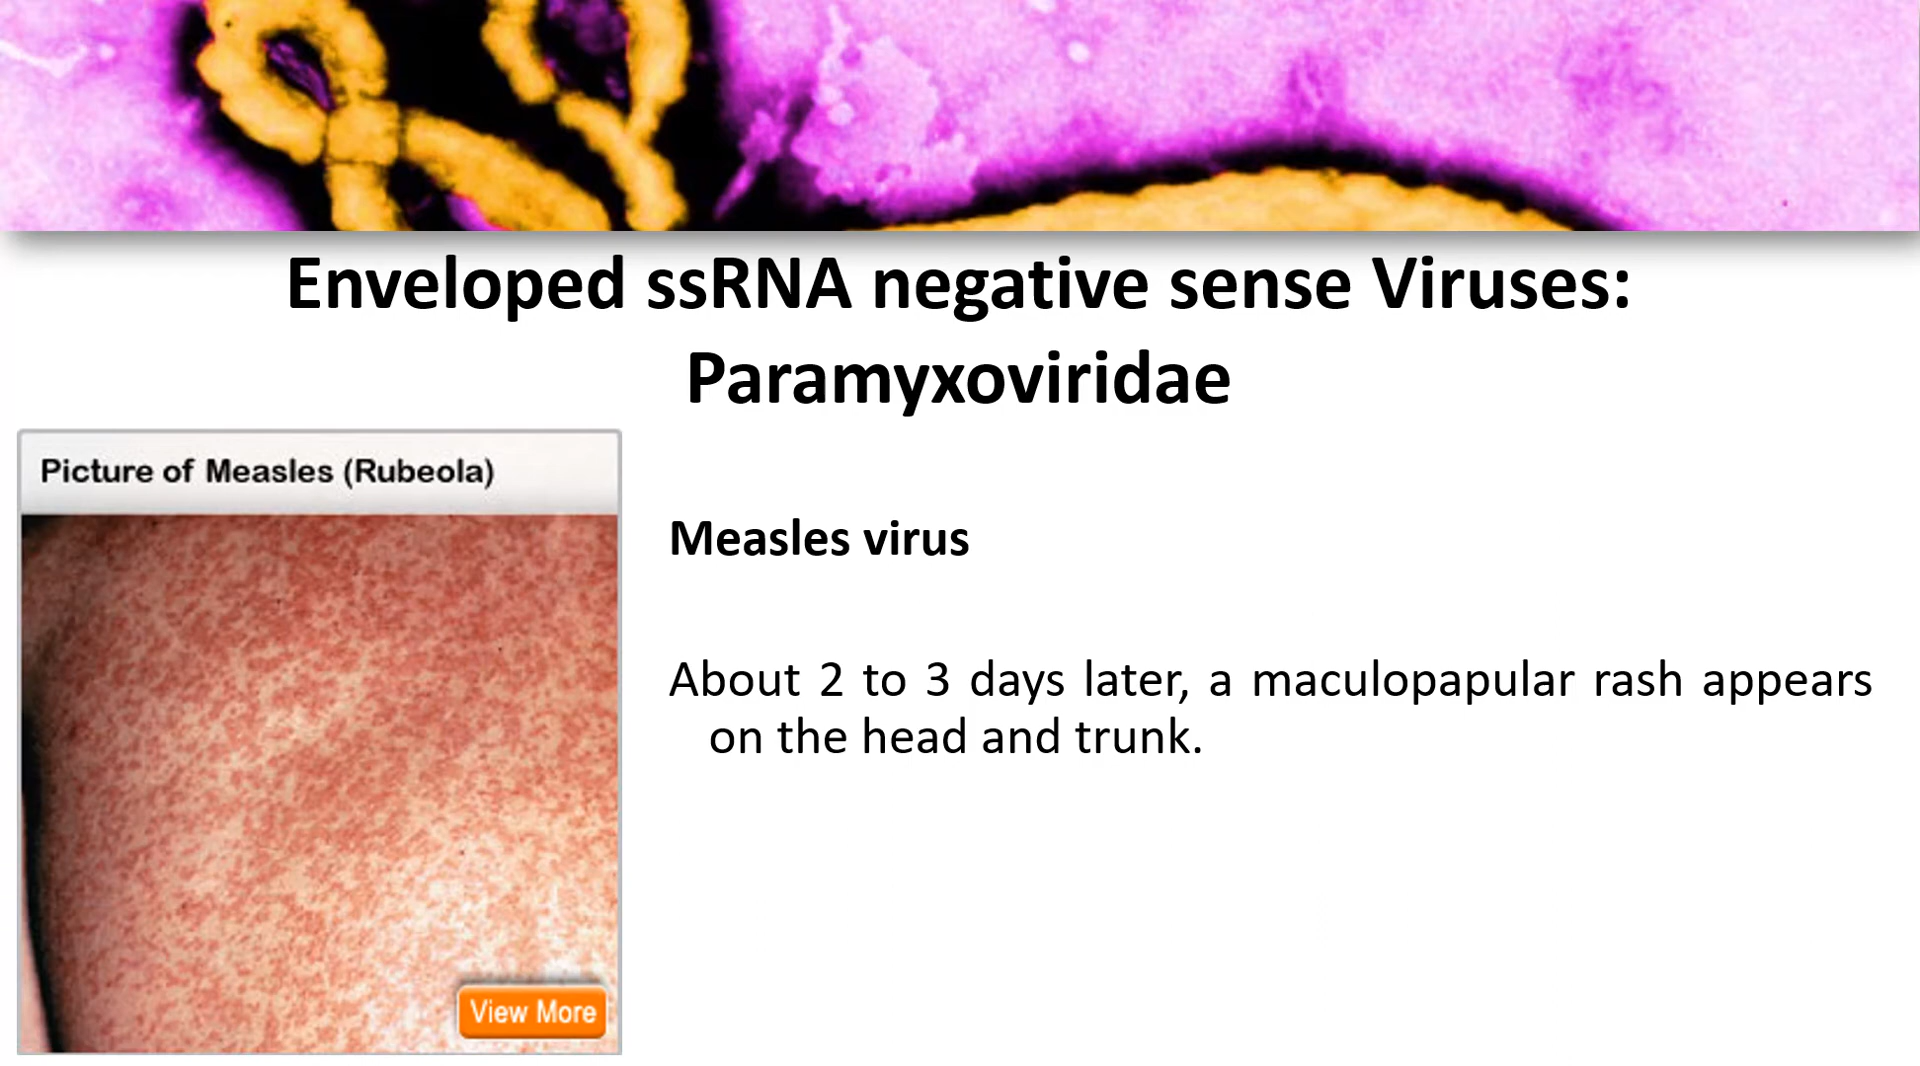 Enveloped ssRNA negative sense Viruses:
Paramyxoviridae
Picture of Measles (Rubeola)
View More
Measles virus
About 2 to 3 days later, a maculopapular rash appears
on the head and trunk.